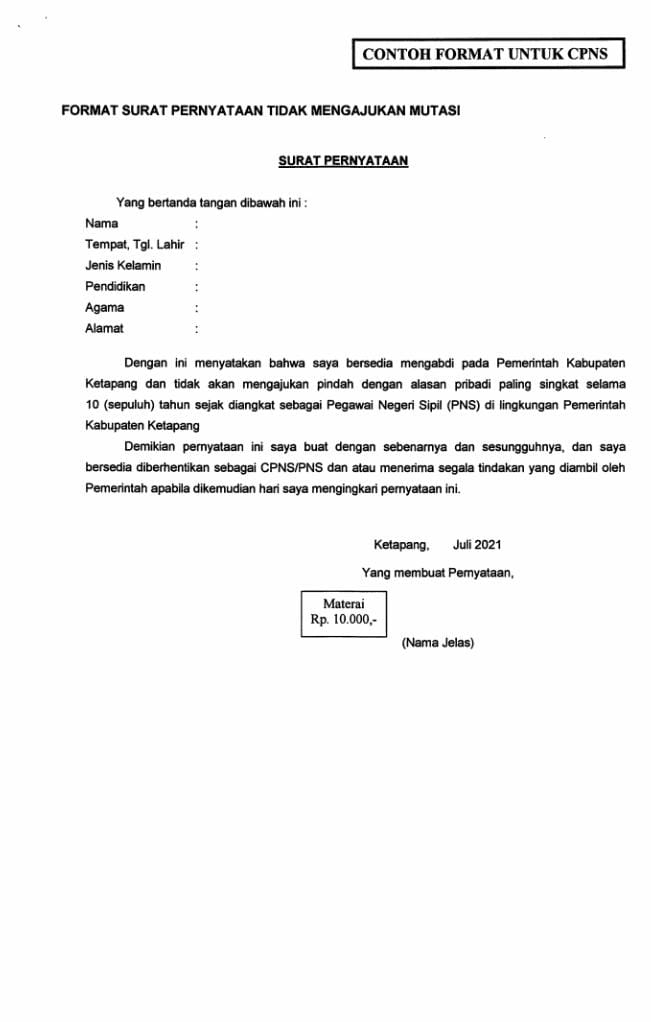 CONTOH FORMAT UNTUK CPNS
FORMAT SURAT PERNYATAAN TIDAK MENGAJUKAN MUTASI
SURAT PERNYATAAN
Yang bertanda tangan dibawah ini :
Nama :
Tempat, Tgl. Lahir :
Jenis Kelamin :
Pendidikan :
Agama :
Alamat :
Dengan ini menyatakan bahwa saya bersedia mengabdi pada Pemerintah Kabupaten
Ketapang dan tidak akan mengajukan pindah dengan alasan pribadi paling singkat selama
10 (sepuluh) tahun sejak diangkat sebagai Pegawai Negeri Sipil (PNS) di lingkungan Pemerintah
Kabupaten Ketapang
Demikian pernyataan ini saya buat dengan sebenarnya dan sesungguhnya, dan saya
bersedia diberhentikan sebagai CPNS/PNS dan atau menerima segala tindakan yang diambil oleh
Pemerintah apabila dikemudian hari saya mengingkari pernyataan ini.
Ketapang, Juli 2021
Yang membuat Pernyataan,
Materai
Rp. 10.000,-
(Nama Jelas)